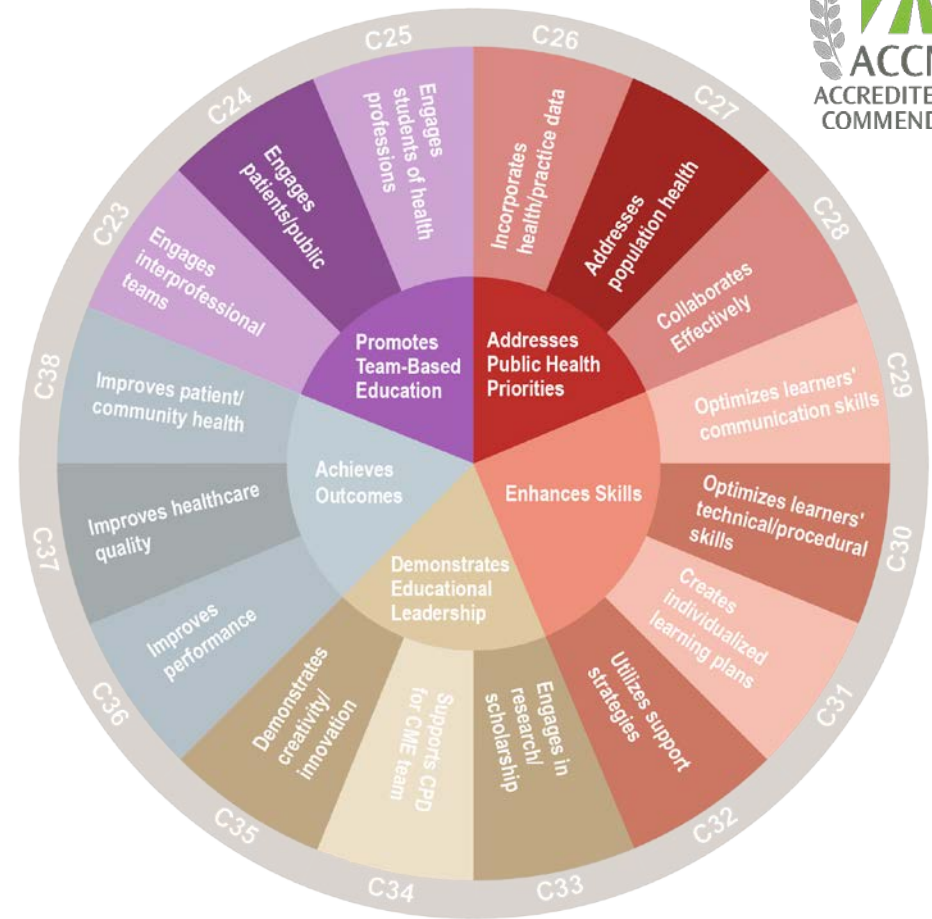 C23
Engages
interprofessional
teams
C24
Engages
patients/public
C25
Engages
students of health
professions
C26
Incorporates
health/practice data
C27
Addresses
population health
C28
Collaborates
Effectively
C29
Optimizes learners'
communication skills
C30
Optimizes learners'
technical/procedural
skills
C31
Creates
individualized
learning plans
C32
Utilizes support
strategies
C33
Engages in
research/
scholarship
C34
Supports CPD
for CME team
C35
Demonstrates
creativity/
innovation
C36
Improves
performance
C37
Improves healthcare
quality
C38
Improves patient/
community health
Promotes
Team-Based
Education
Addresses
Public Health
Priorities
Enhances Skills
Demonstrates
Educational
Leadership
Achieves
Outcomes
ACCM
ACCREDITE
COMMEND